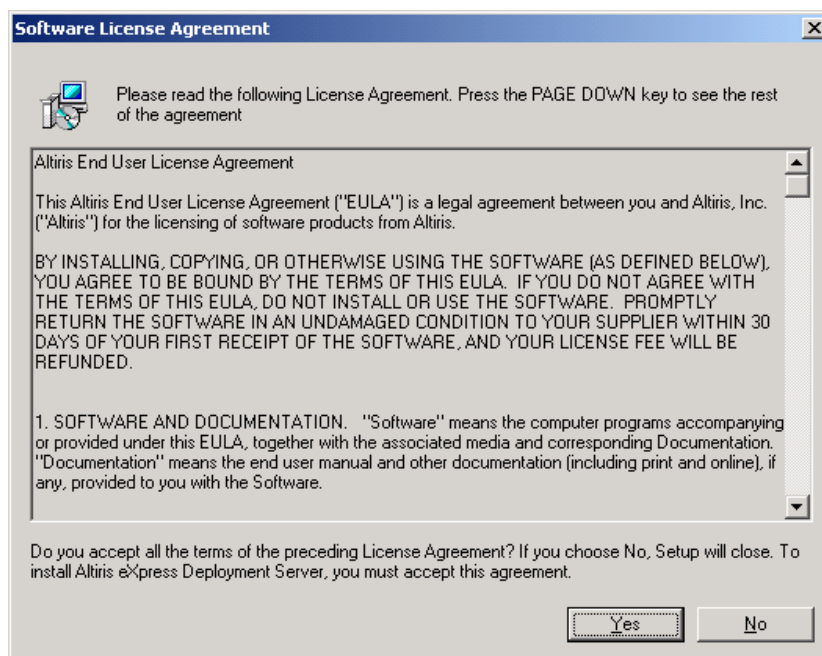 Software License Agreement
Please read the following License Agreement. Press the PAGE DOWN key to see the rest
of the agreement
Altiris End User License Agreement
This Altiris End User License Agreement ("EULA") is a legal agreement between you and Altiris, Inc.
("Altiris") for the licensing of software products from Altiris.
BY INSTALLING, COPYING, OR OTHERWISE USING THE SOFTWARE (AS DEFINED BELOW),
YOU AGREE TO BE BOUND BY THE TERMS OF THIS EULA.  IF YOU DO NOT AGREE WITH
THE TERMS OF THIS EULA, DO NOT INSTALL OR USE THE SOFTWARE.  PROMPTLY
RETURN THE SOFTWARE IN AN UNDAMAGED CONDITION TO YOUR SUPPLIER WITHIN 30
DAYS OF YOUR FIRST RECEIPT OF THE SOFTWARE, AND YOUR LICENSE FEE WILL BE
REFUNDED.
1. SOFTWARE AND DOCUMENTATION.   "Software" means the computer programs accompanying
or provided under this EULA, together with the associated media and corresponding Documentation.
"Documentation" means the end user manual and other documentation (including print and online), if
any, provided to you with the Software.
Do you accept all the terms of the preceding License Agreement? If you choose No, Setup will close. To
install Altiris eXpress Deployment Server, you must accept this agreement.
Yes No